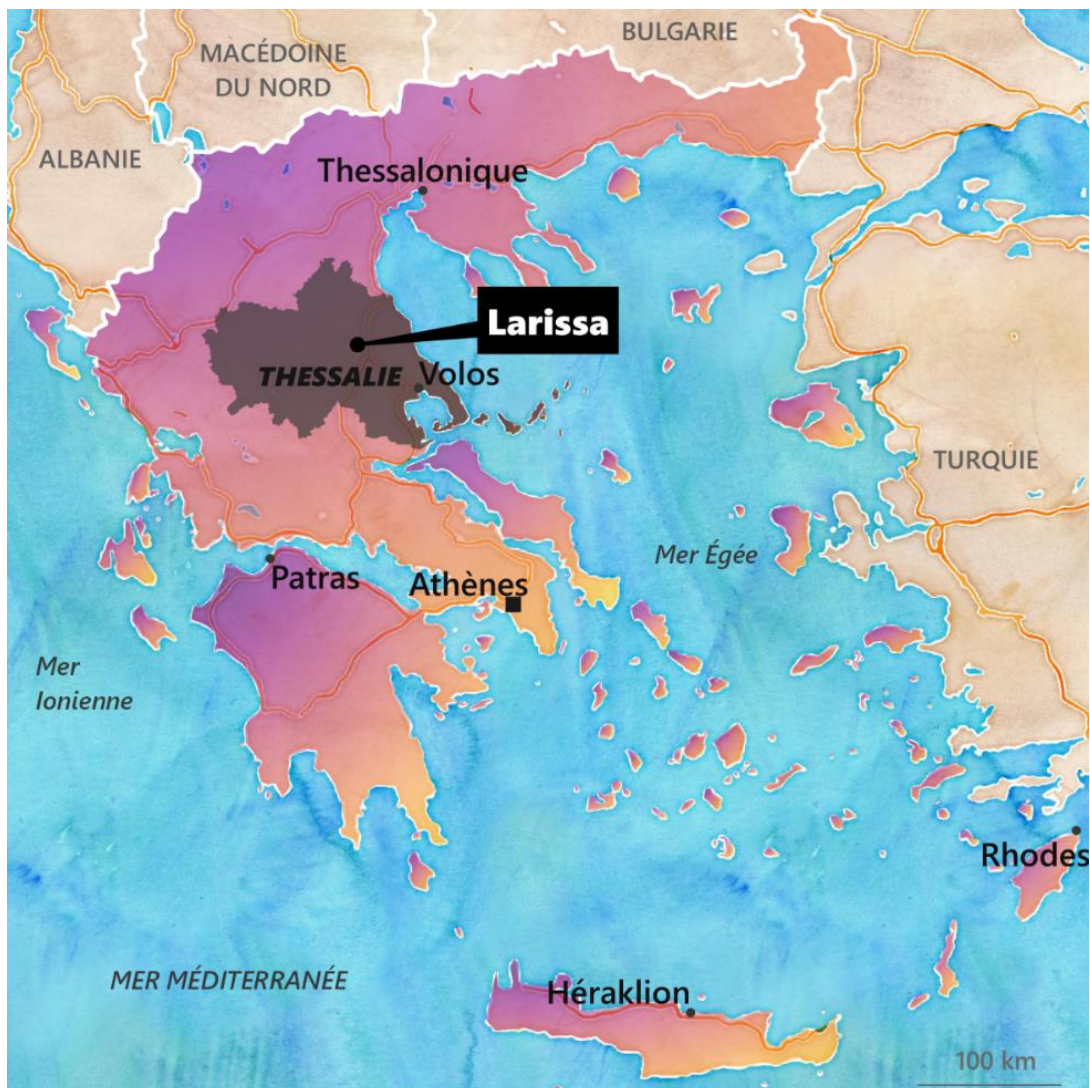 BULGARIE
MACÉDOINE
DU NORD
ALBANIE
Thessalonique
Larissa
THESSALIE
Volos
TURQUIE
Mer Égée
Patras
Athènes
Mer
Ionienne
Rhodes
MER MÉDITERRANÉE
Héraklion
100 km